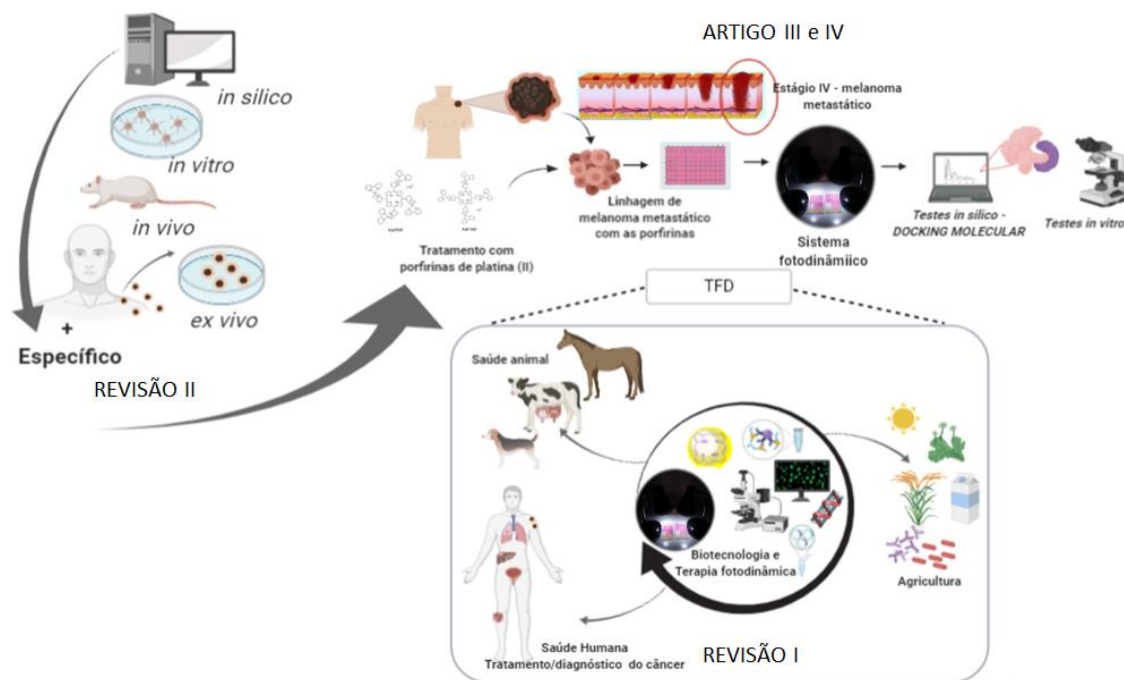 in silico
in vitro
in vivo
ex vivo
+
Específico
REVISÃO II
ARTIGO III e IV
Estágio IV - melanoma
metastático
Tratamento com
porfirinas de platina (II)
Linhagem de
melanoma metastático
com as porfirinas
Sistema
fotodinâmiico
Testes in silico -
DOCKING MOLECULAR
Testes in vitro
TFD
Saúde animal
Biotecnologia e
Terapia fotodinâmica
Agricultura
Saúde Humana
Tratamento/diagnóstico do câncer
REVISÃO I